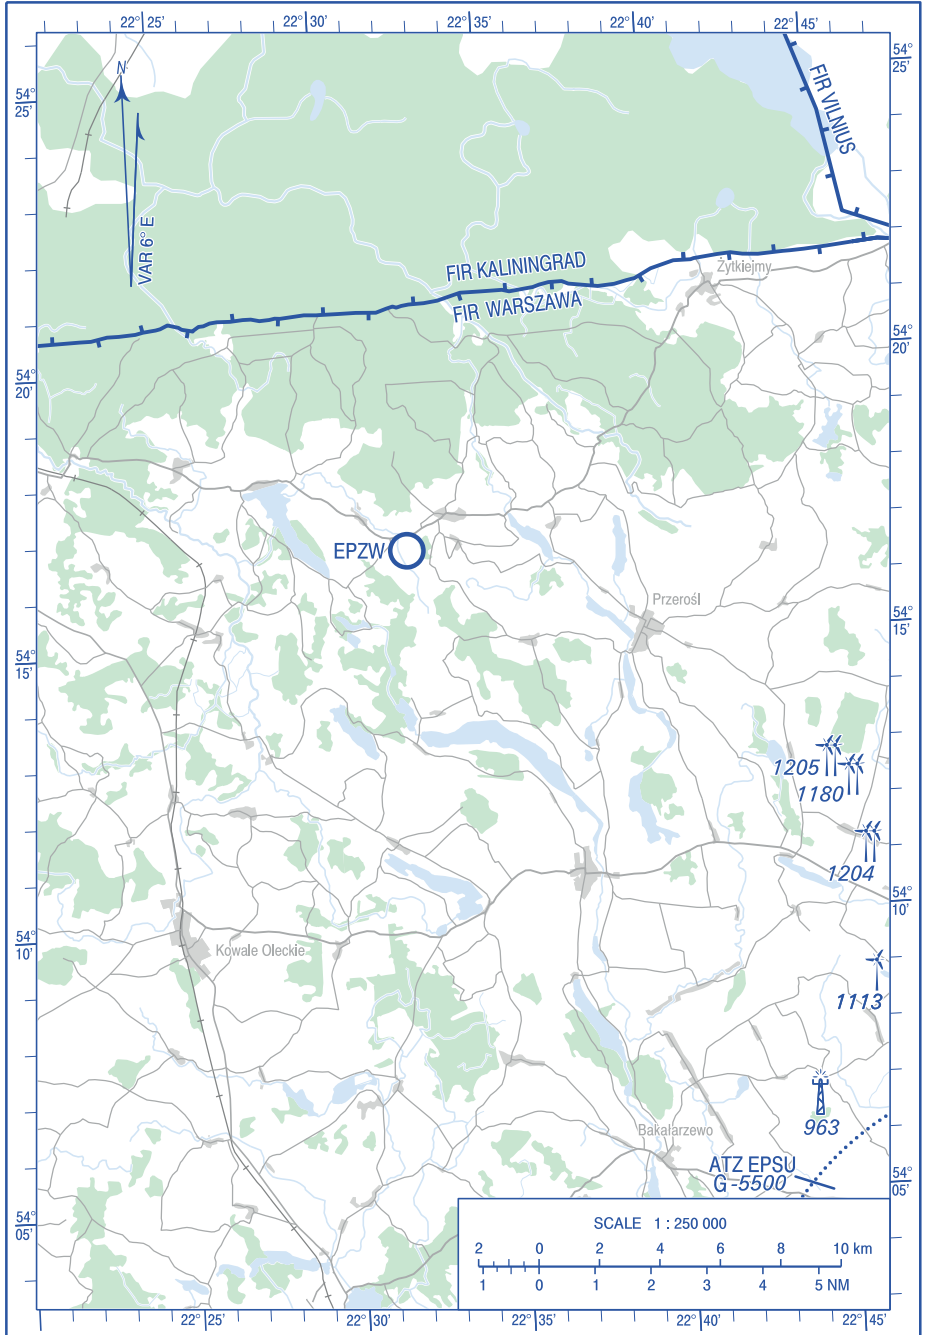 22° 25'
22° 30'
22° 35'
22° 40'
22° 45'
54°
25'
54°
25'
N
VAR 6° E
FIR VILNIUS
FIR KALININGRAD
FIR WARSZAWA
Żytkiejmy
54°
20'
54°
20'
EPZW
Przerośl
54°
15'
54°
15'
1205
1180
1204
54°
10'
54°
10'
Kowale Oleckie
1113
963
Bakałarzewo
ATZ EPSU
G -5500
54°
05'
54°
05'
SCALE 1 : 250 000
2 0 2 4 6 8 10 km
1 0 1 2 3 4 5 NM
22° 25'
22° 30'
22° 35'
22° 40'
22° 45'